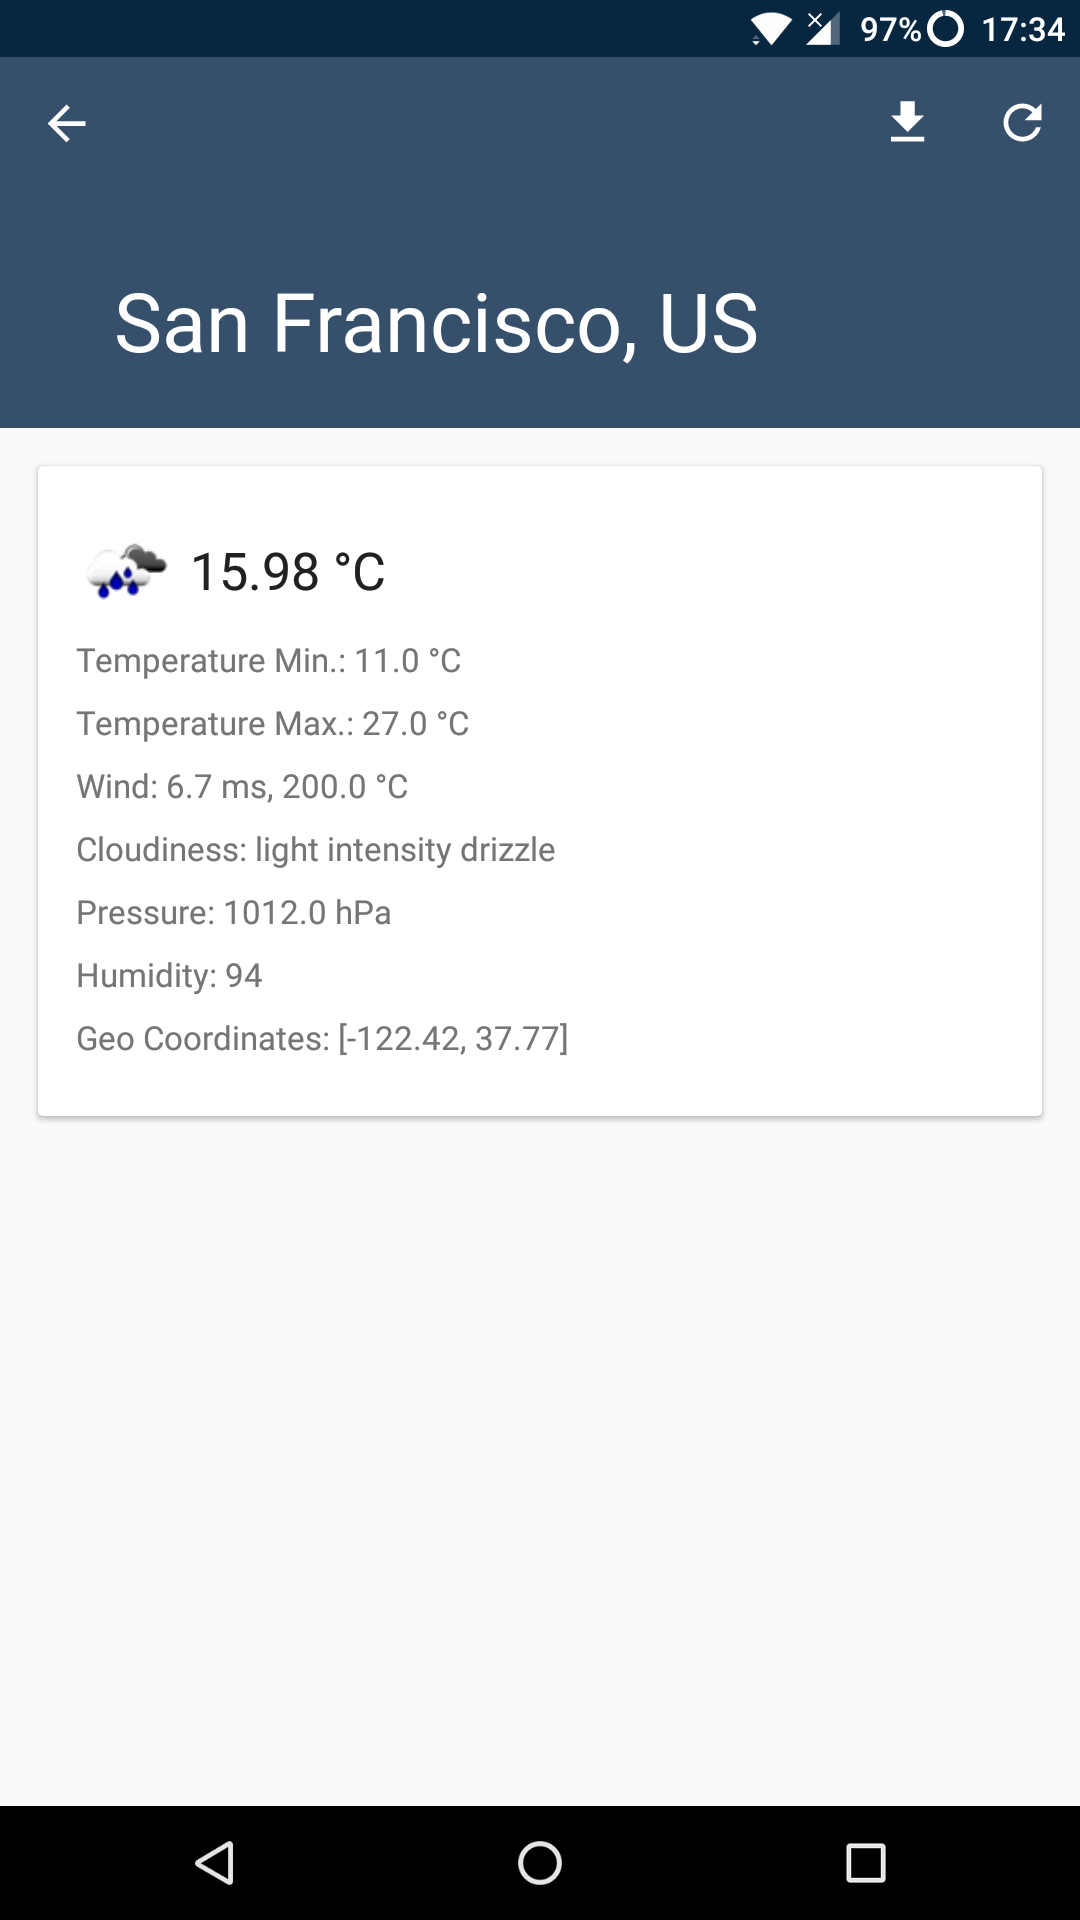 97% 17:34
San Francisco, US
15.98 °C
Temperature Min.: 11.0 °C
Temperature Max.: 27.0 °C
Wind: 6.7 ms, 200.0 °C
Cloudiness: light intensity drizzle
Pressure: 1012.0 hPa
Humidity: 94
Geo Coordinates: [-122.42, 37.77]